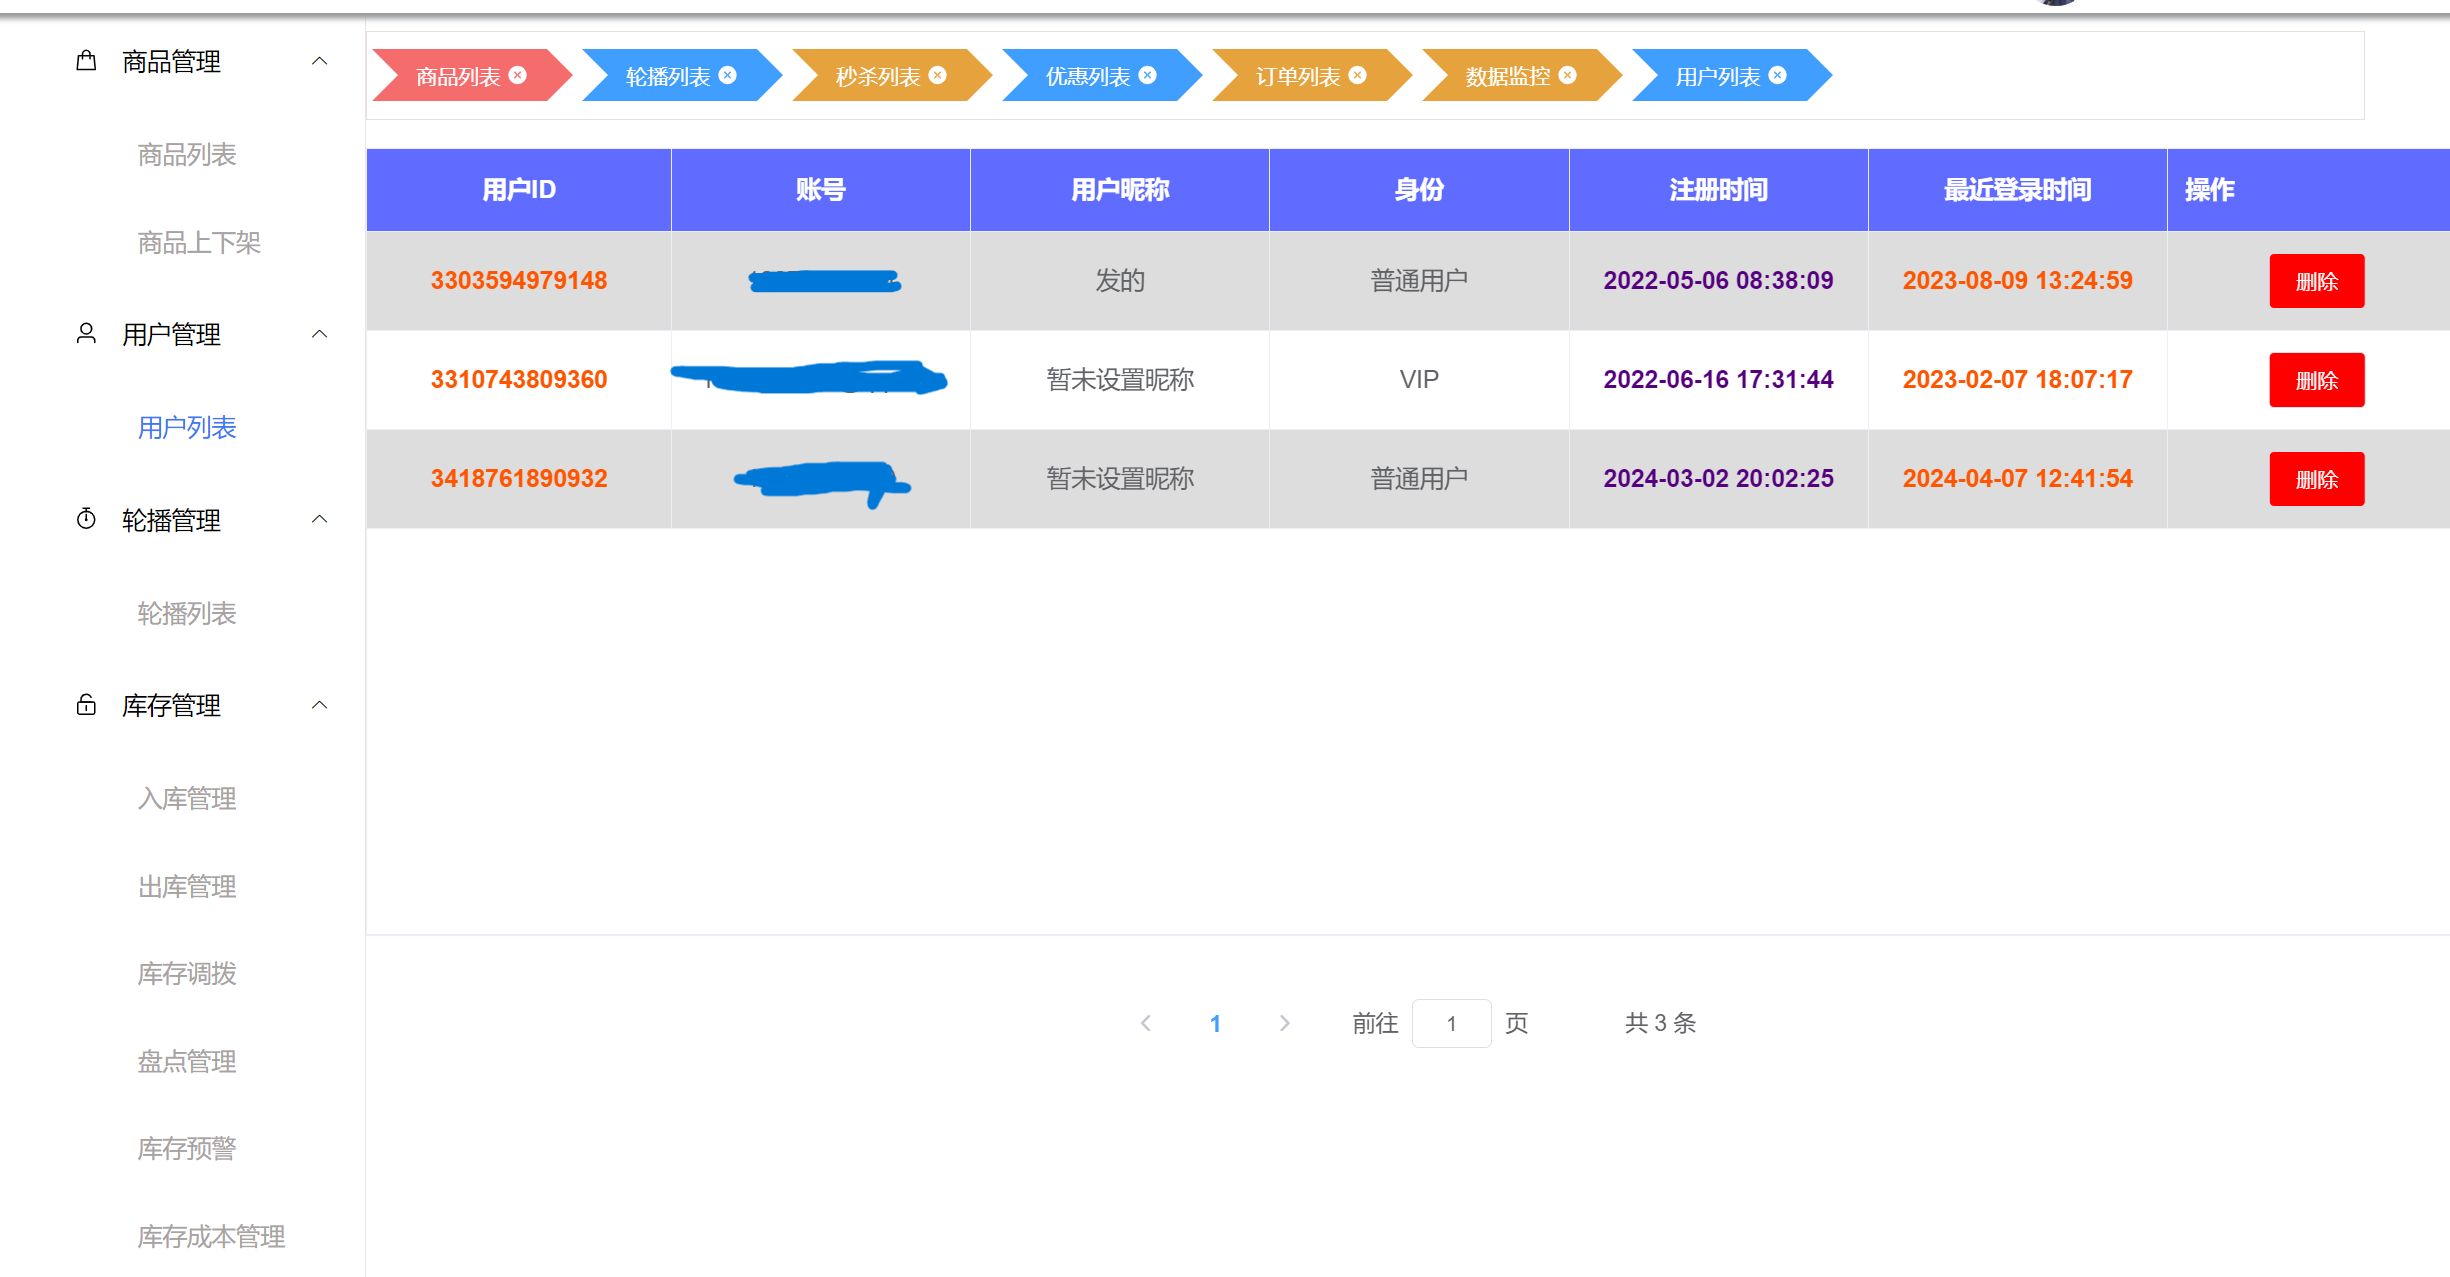 商品管理
商品列表
商品上下架
用户管理
用户列表
轮播管理
轮播列表
库存管理
入库管理
出库管理
库存调拨
盘点管理
库存预警
库存成本管理
商品列表 轮播列表 秒杀列表 优惠列表 订单列表 数据监控 用户列表
用户ID 账号 用户昵称 身份 注册时间 最近登录时间 操作
3303594979148 发的 普通用户 2022-05-06 08:38:09 2023-08-09 13:24:59 删除
3310743809360 暂未设置昵称 VIP 2022-06-16 17:31:44 2023-02-07 18:07:17 删除
3418761890932 暂未设置昵称 普通用户 2024-03-02 20:02:25 2024-04-07 12:41:54 删除
1 前往 1 页 共 3 条